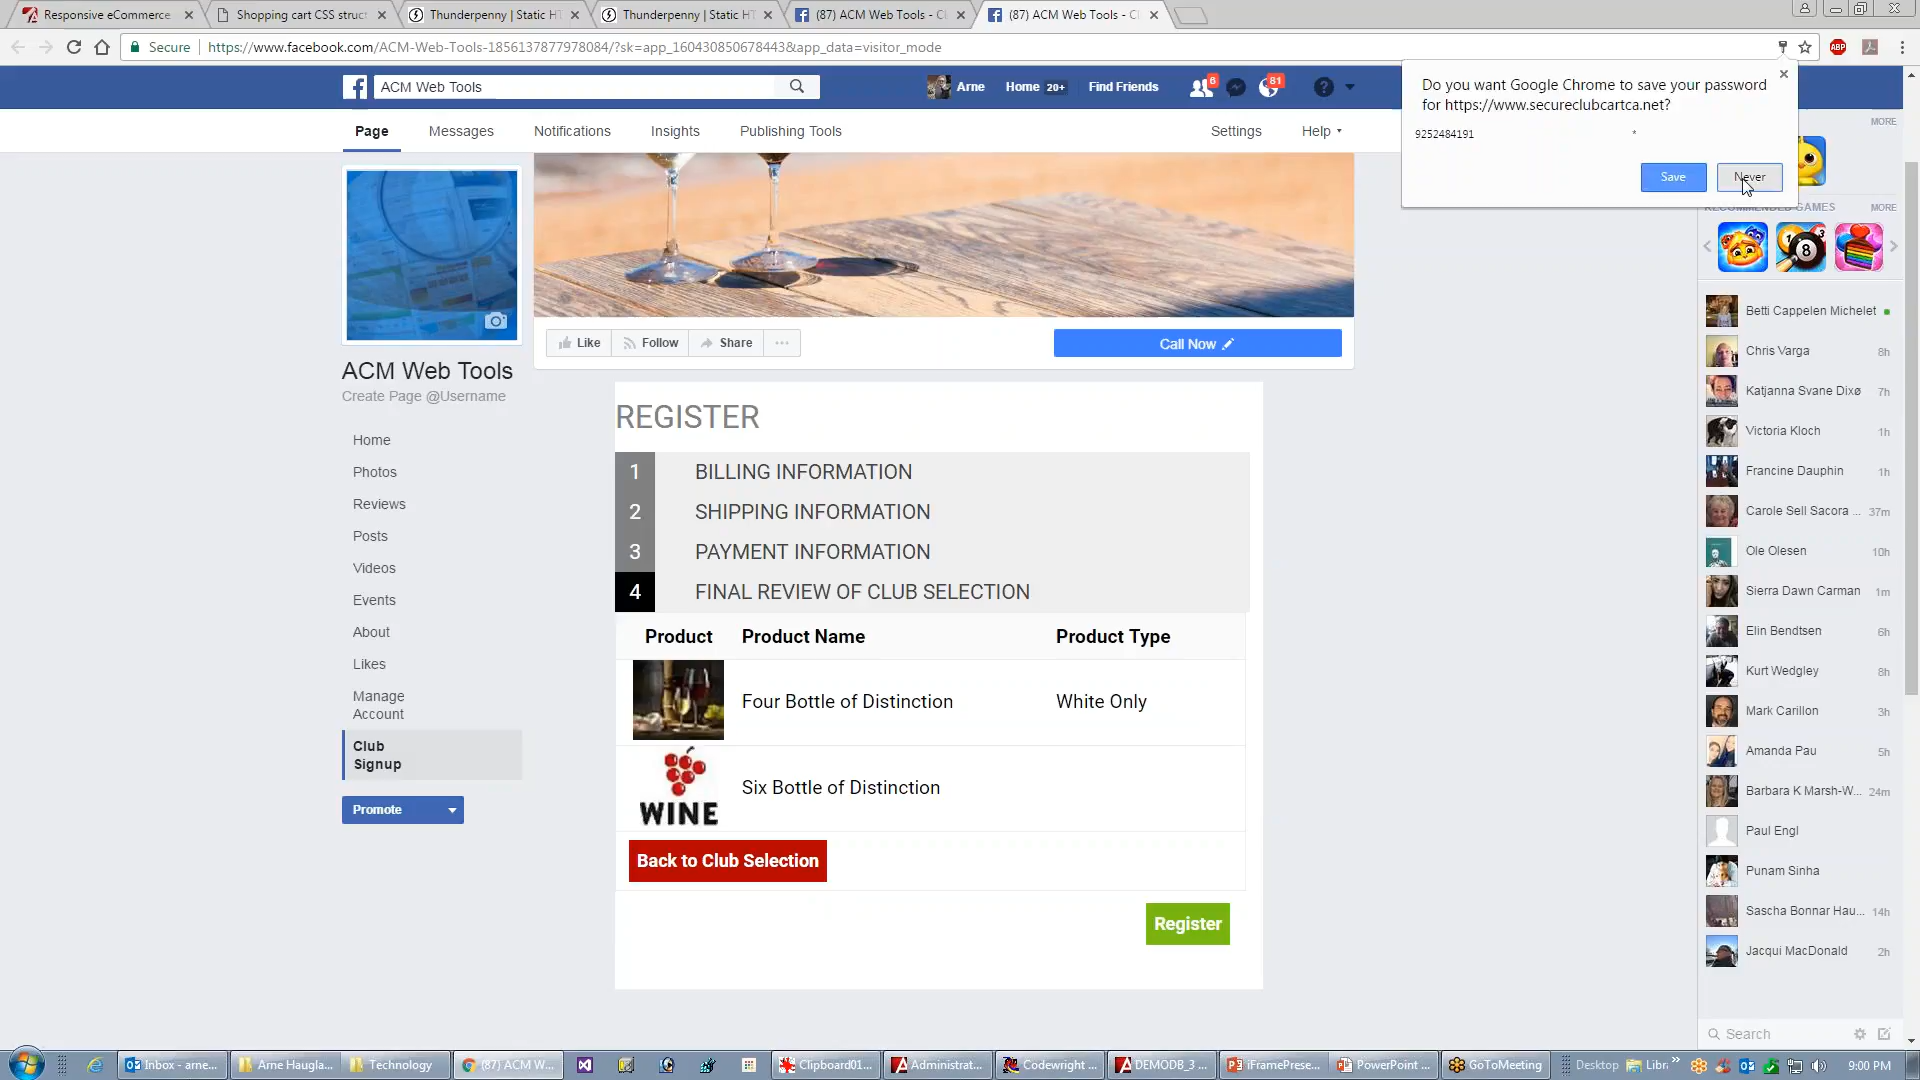 Responsive eCommerce
Shopping cart CSS struct
Thunderpenny | Static HT
Thunderpenny | Static HT
(87) ACM Web Tools - Cl
(87) ACM Web Tools - Cl
Secure
https://www.facebook.com/ACM-Web-Tools-1856137877978084/?sk=app_160430850678443&app_data=visitor_mode
ABP
ACM Web Tools
Arne
Home 20+
Find Friends
6
81
Do you want Google Chrome to save your password
for https://www.secureclubcartca.net?
9252484191 *
Save
Never
Page
Messages
Notifications
Insights
Publishing Tools
Settings
Help
MORE
RECOMMENDED GAMES
MORE
Like
Follow
Share
Call Now
ACM Web Tools
Create Page @Username
Home
Photos
Reviews
Posts
Videos
Events
About
Likes
Manage
Account
Club
Signup
Promote
REGISTER
1 BILLING INFORMATION
2 SHIPPING INFORMATION
3 PAYMENT INFORMATION
4 FINAL REVIEW OF CLUB SELECTION
Product Product Name Product Type
Four Bottle of Distinction White Only
WINE
Six Bottle of Distinction
Back to Club Selection
Register
Betti Cappelen Michelet
Chris Varga 8h
Katjanna Svane Dixø 7h
Victoria Kloch 1h
Francine Dauphin 1h
Carole Sell Sacora ... 37m
Ole Olesen 10h
Sierra Dawn Carman 1m
Elin Bendtsen 6h
Kurt Wedgley 8h
Mark Carillon 3h
Amanda Pau 5h
Barbara K Marsh-W... 24m
Paul Engl
Punam Sinha
Sascha Bonnar Hau... 14h
Jacqui MacDonald 2h
Search
Inbox - arne...
Arne Haugla...
Technology
(87) ACM W...
Clipboard01...
Administrat...
Codewright ...
DEMODB_3 ...
iFramePrese...
PowerPoint ...
GoToMeeting
Desktop
Libr
9:00 PM